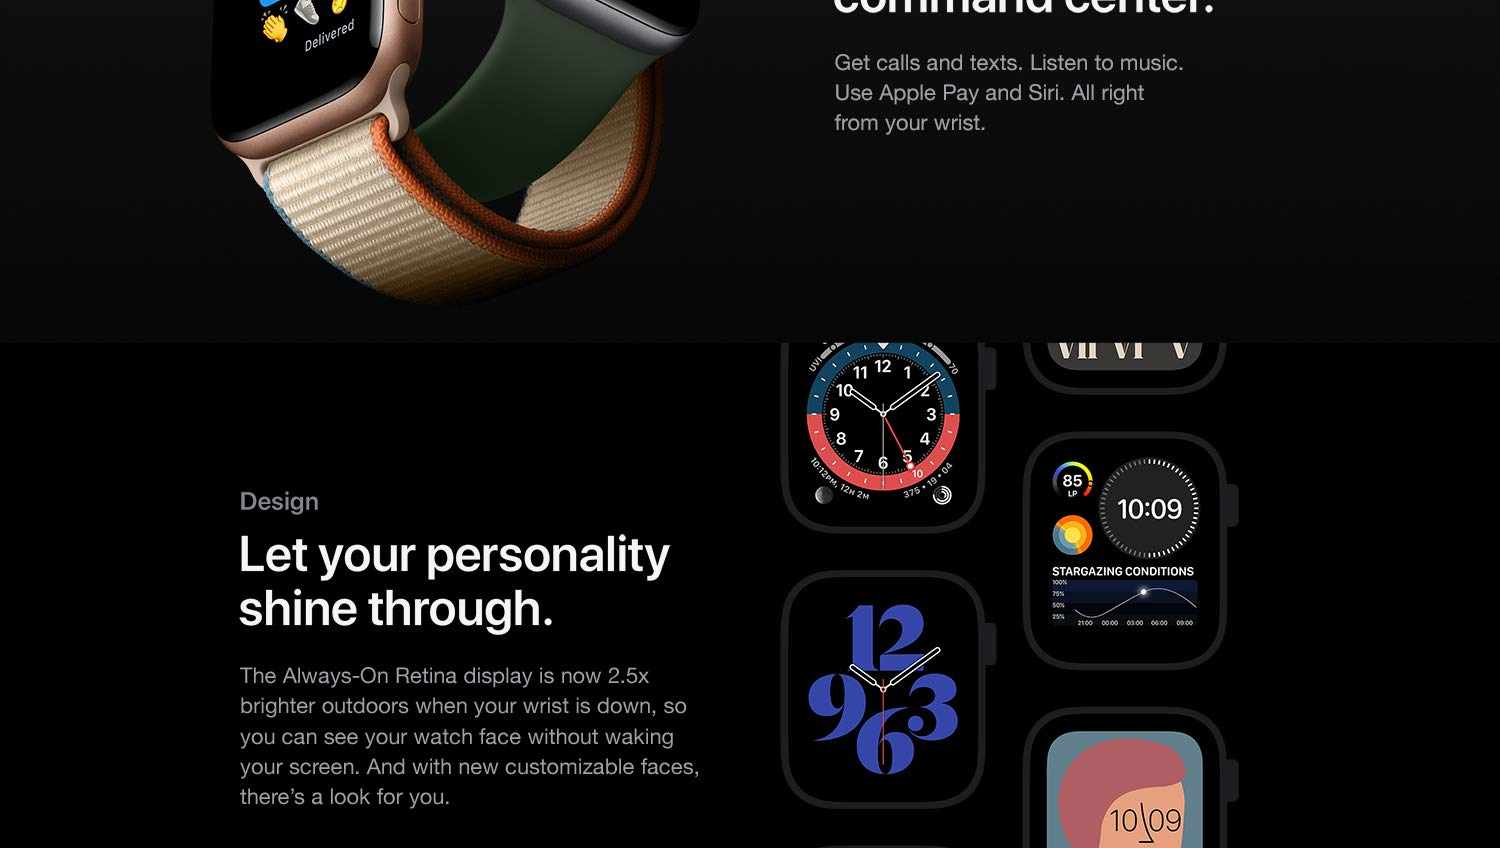 command center.
Delivered
Get calls and texts. Listen to music.
Use Apple Pay and Siri. All right
from your wrist.
Design
Let your personality
shine through.
The Always-On Retina display is now 2.5x
brighter outdoors when your wrist is down, so
you can see your watch face without waking
your screen. And with new customizable faces,
there's a look for you.
UVI
70
12
1
2
3
4
5
6
7
8
9
10
11
10
10:12PM, 12H 2M
375 • 19 • 04
VII VI V
85
LP
10:09
STARGAZING CONDITIONS
100%
75%
50%
25%
21:00 00:00 03:00 06:00 09:00
12
9 3
6
10 09